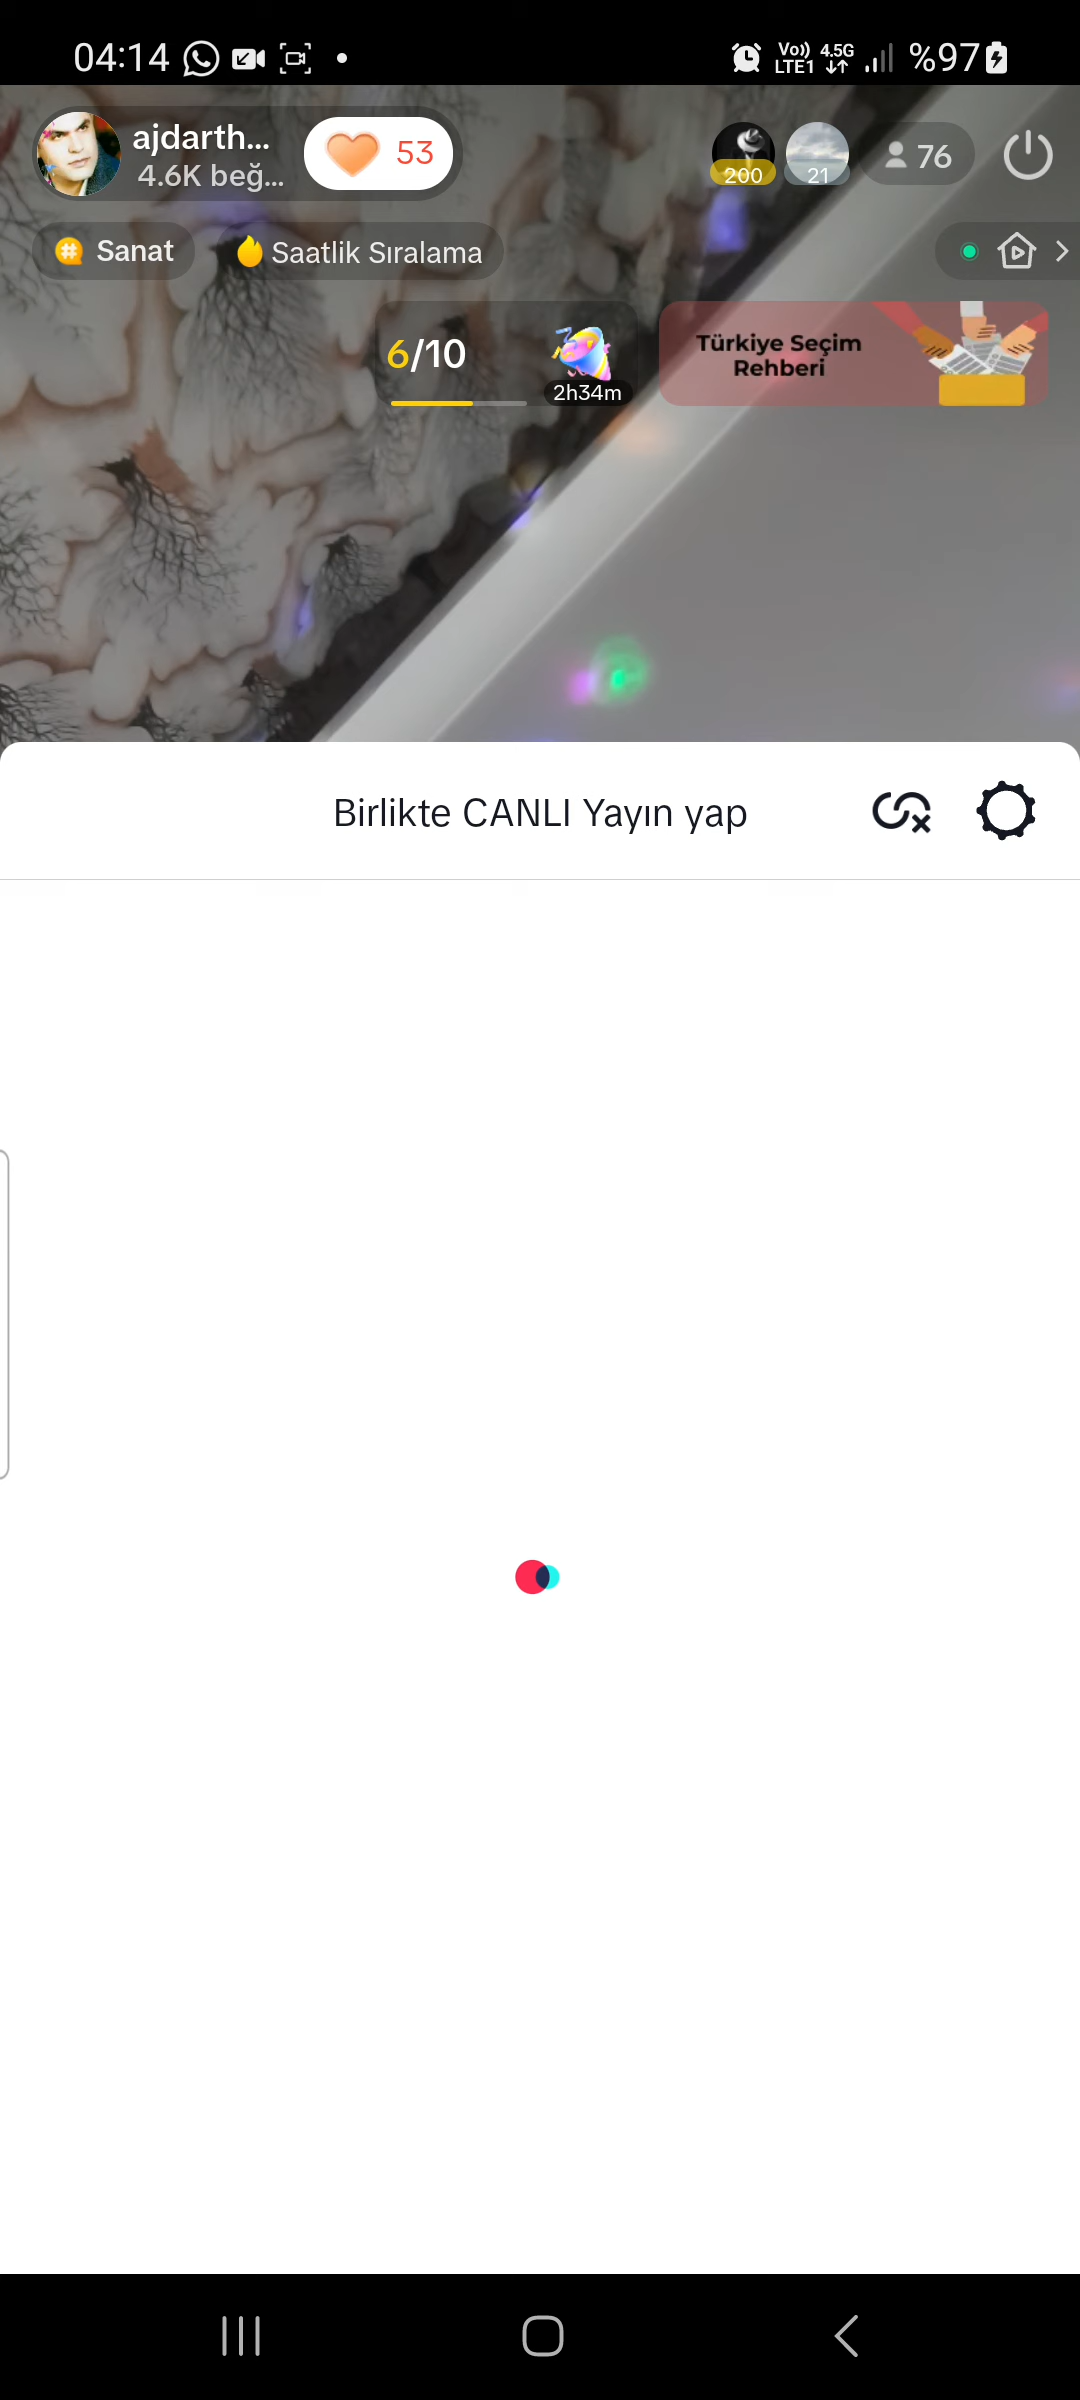 04:14
Vo)) LTE1 4.5G %97
ajdarth...
4.6K beğ...
53
200
21
76
Sanat
Saatlik Sıralama
6/10
2h34m
Türkiye Seçim
Rehberi
Birlikte CANLI Yayın yap